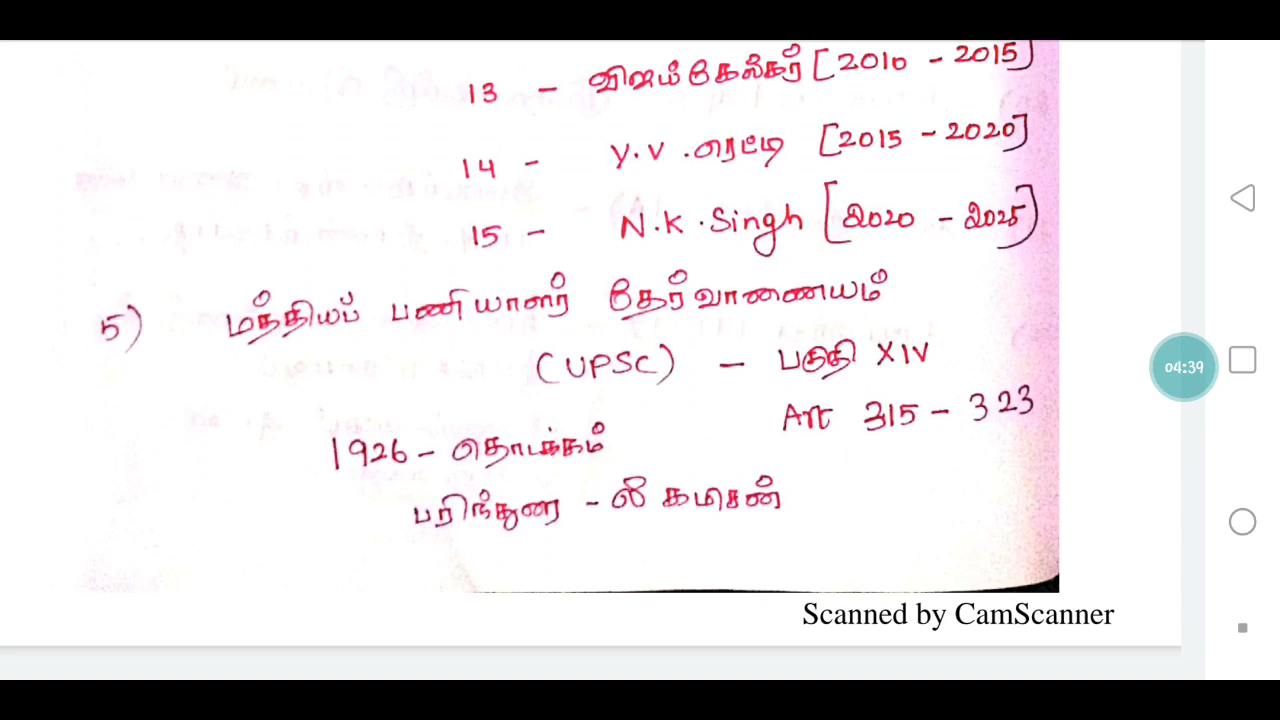 13 - விஜய் கேல்கர் [2010 - 2015]
14 - Y.V.ரெட்டி [2015 - 2020]
15 - N.K.Singh [2020 - 2025]
5) மத்தியப் பணியாளர் தேர்வாணையம்
(UPSC) - பகுதி XIV
Art 315 - 323
1926 - தொடக்கம்
பரிந்துரை - லீ கமிசன்
04:39
Scanned by CamScanner